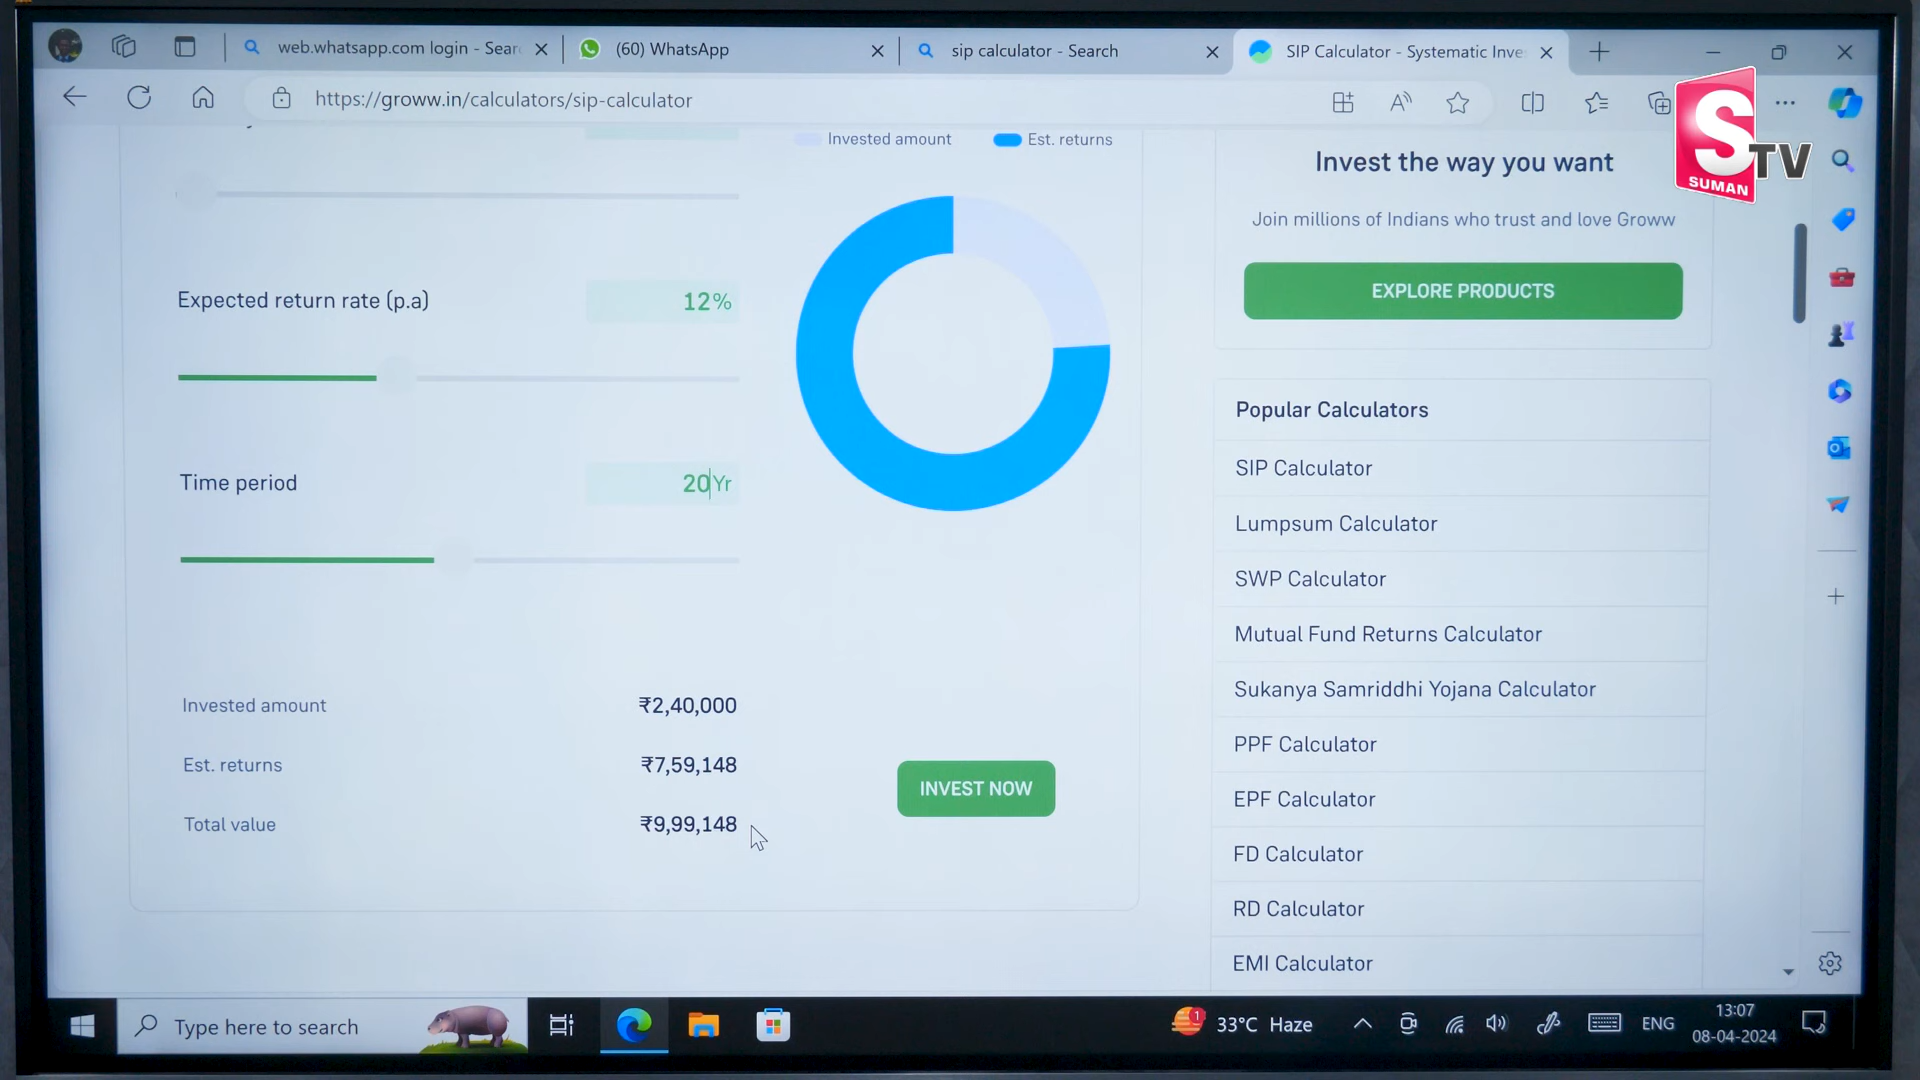 web.whatsapp.com login - Sear
(60) WhatsApp
sip calculator - Search
SIP Calculator - Systematic Inve
https://groww.in/calculators/sip-calculator
S TV
SUMAN
Invested amount
Est. returns
Expected return rate (p.a)
12%
Time period
20 Yr
Invested amount
₹2,40,000
Est. returns
₹7,59,148
Total value
₹9,99,148
INVEST NOW
Invest the way you want
Join millions of Indians who trust and love Groww
EXPLORE PRODUCTS
Popular Calculators
SIP Calculator
Lumpsum Calculator
SWP Calculator
Mutual Fund Returns Calculator
Sukanya Samriddhi Yojana Calculator
PPF Calculator
EPF Calculator
FD Calculator
RD Calculator
EMI Calculator
Type here to search
1
33°C Haze
ENG
13:07
08-04-2024